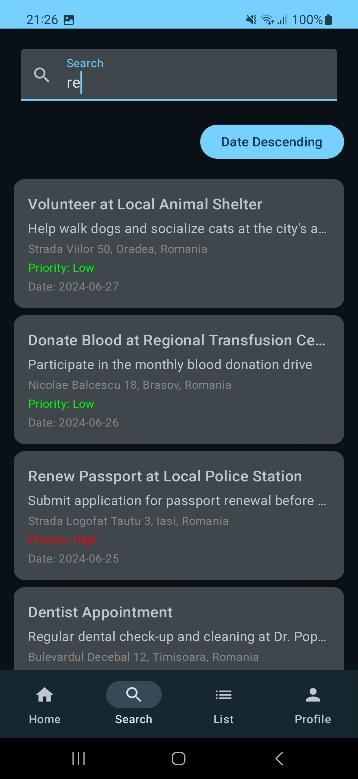 21:26
100%
Search
re
Date Descending
Volunteer at Local Animal Shelter
Help walk dogs and socialize cats at the city's a...
Strada Viilor 50, Oradea, Romania
Priority: Low
Date: 2024-06-27
Donate Blood at Regional Transfusion Ce...
Participate in the monthly blood donation drive
Nicolae Balcescu 18, Brasov, Romania
Priority: Low
Date: 2024-06-26
Renew Passport at Local Police Station
Submit application for passport renewal before ...
Strada Logofat Tautu 3, Iasi, Romania
Priority: High
Date: 2024-06-25
Dentist Appointment
Regular dental check-up and cleaning at Dr. Pop...
Bulevardul Decebal 12, Timisoara, Romania
Home
Search
List
Profile